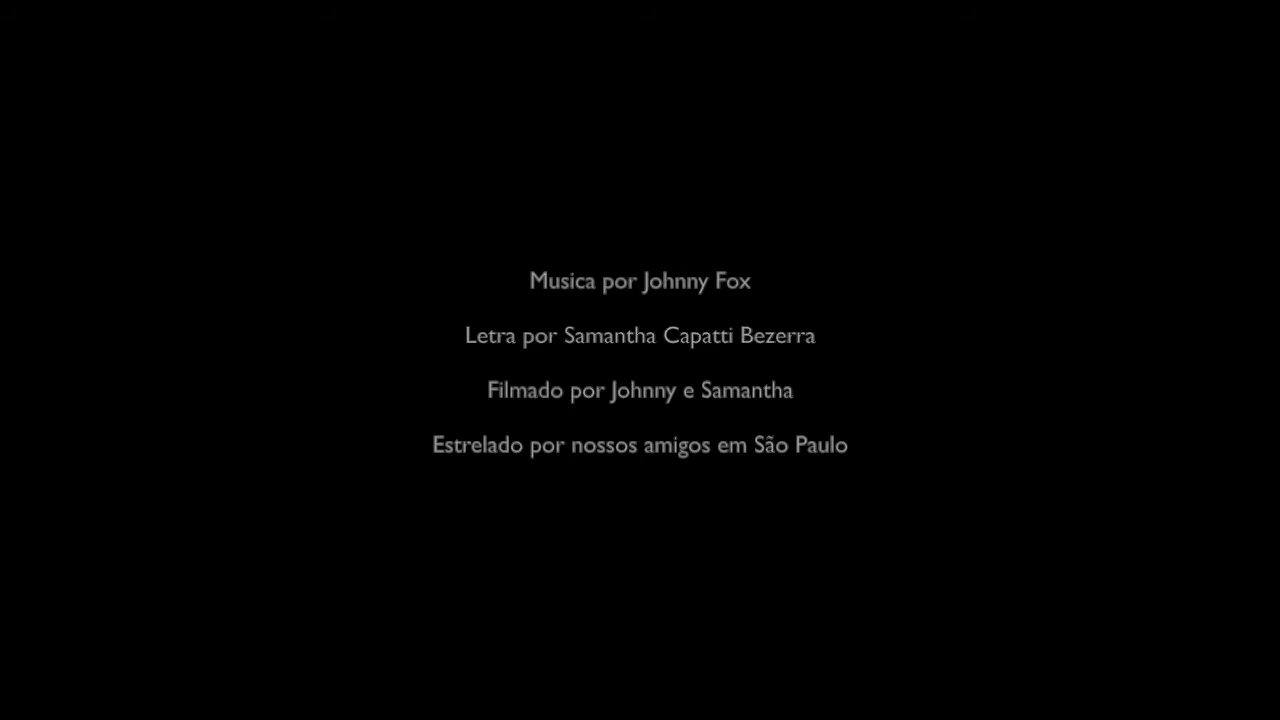 Musica por Johnny Fox
Letra por Samantha Capatti Bezerra
Filmado por Johnny e Samantha
Estrelado por nossos amigos em São Paulo